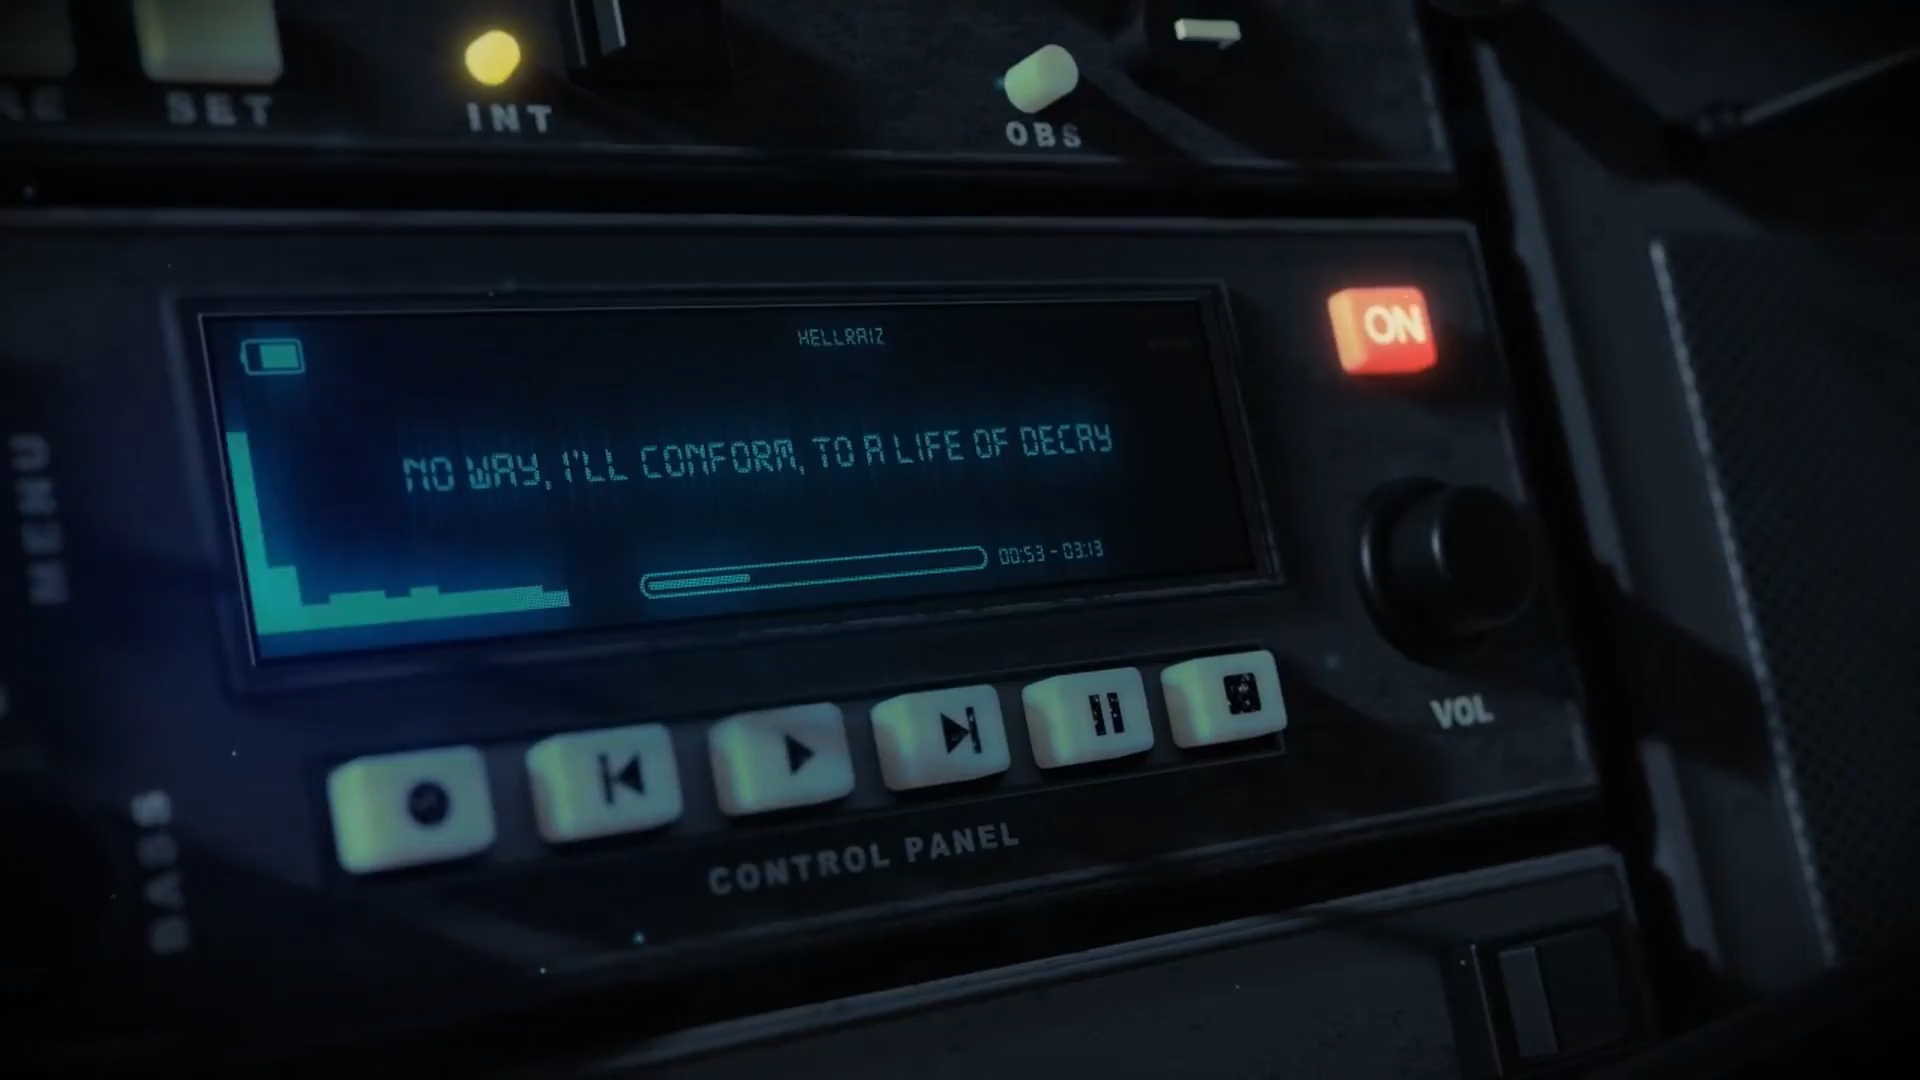 SET
INT
OBS
HELLRAIZ
ON
NO WAY, I'LL CONFORM, TO A LIFE OF DECAY
00:53 - 03:13
MENU
VOL
CONTROL PANEL
BASS